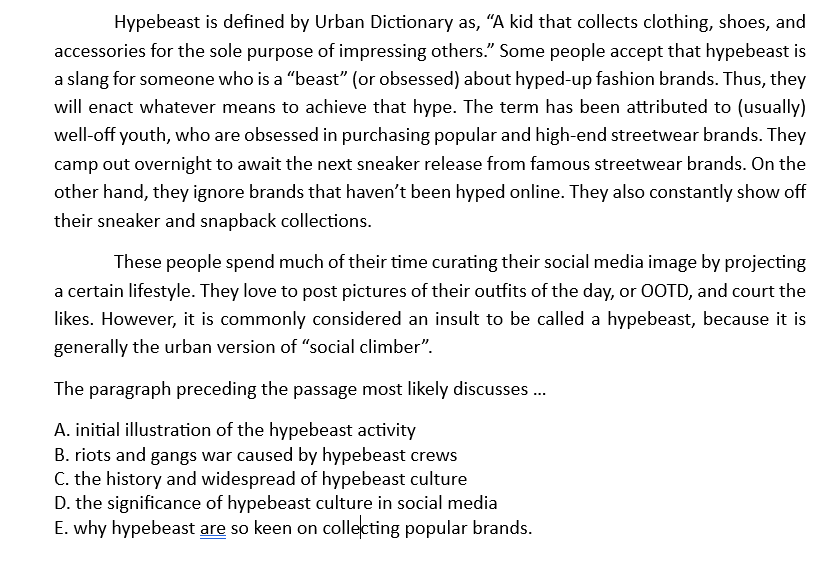 Hypebeast is defined by Urban Dictionary as, “A kid that collects clothing, shoes, and
accessories for the sole purpose of impressing others.” Some people accept that hypebeast is
a slang for someone who is a “beast” (or obsessed) about hyped-up fashion brands. Thus, they
will enact whatever means to achieve that hype. The term has been attributed to (usually)
well-off youth, who are obsessed in purchasing popular and high-end streetwear brands. They
camp out overnight to await the next sneaker release from famous streetwear brands. On the
other hand, they ignore brands that haven’t been hyped online. They also constantly show off
their sneaker and snapback collections.
These people spend much of their time curating their social media image by projecting
a certain lifestyle. They love to post pictures of their outfits of the day, or OOTD, and court the
likes. However, it is commonly considered an insult to be called a hypebeast, because it is
generally the urban version of “social climber”.
The paragraph preceding the passage most likely discusses ...
A. initial illustration of the hypebeast activity
B. riots and gangs war caused by hypebeast crews
C. the history and widespread of hypebeast culture
D. the significance of hypebeast culture in social media
E. why hypebeast are so keen on collecting popular brands.